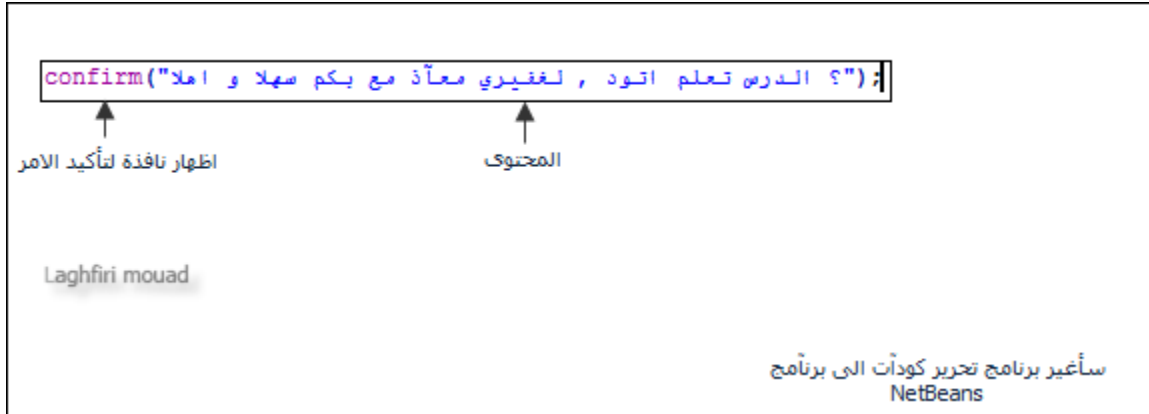 confirm("اهلا و سهلا بكم مع معآذ لغفيري , اتود تعلم الدرس ؟");
اظهار نافذة لتأكيد الامر
المحتوى
Laghfiri mouad
سأغير برنامج تحرير كودآت الى برنآمج
NetBeans